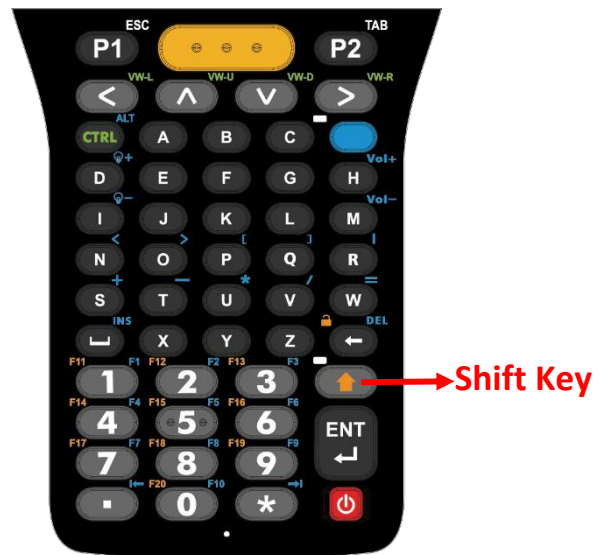 ESC TAB
P1 P2
VW-L VW-U VW-D VW-R
< ∧ ∨ >
ALT
CTRL A B C
+ Vol+
D E F G H
- Vol-
I J K L M
< > [ ] |
N O P Q R
+ - * / =
S T U V W
INS DEL
X Y Z ←
F11 F1 F12 F2 F13 F3
1 2 3 Shift Key
F14 F4 F15 F5 F16 F6
4 5 6 ENT
F17 F7 F18 F8 F19 F9
7 8 9
|← F20 F10 →|
. 0 *